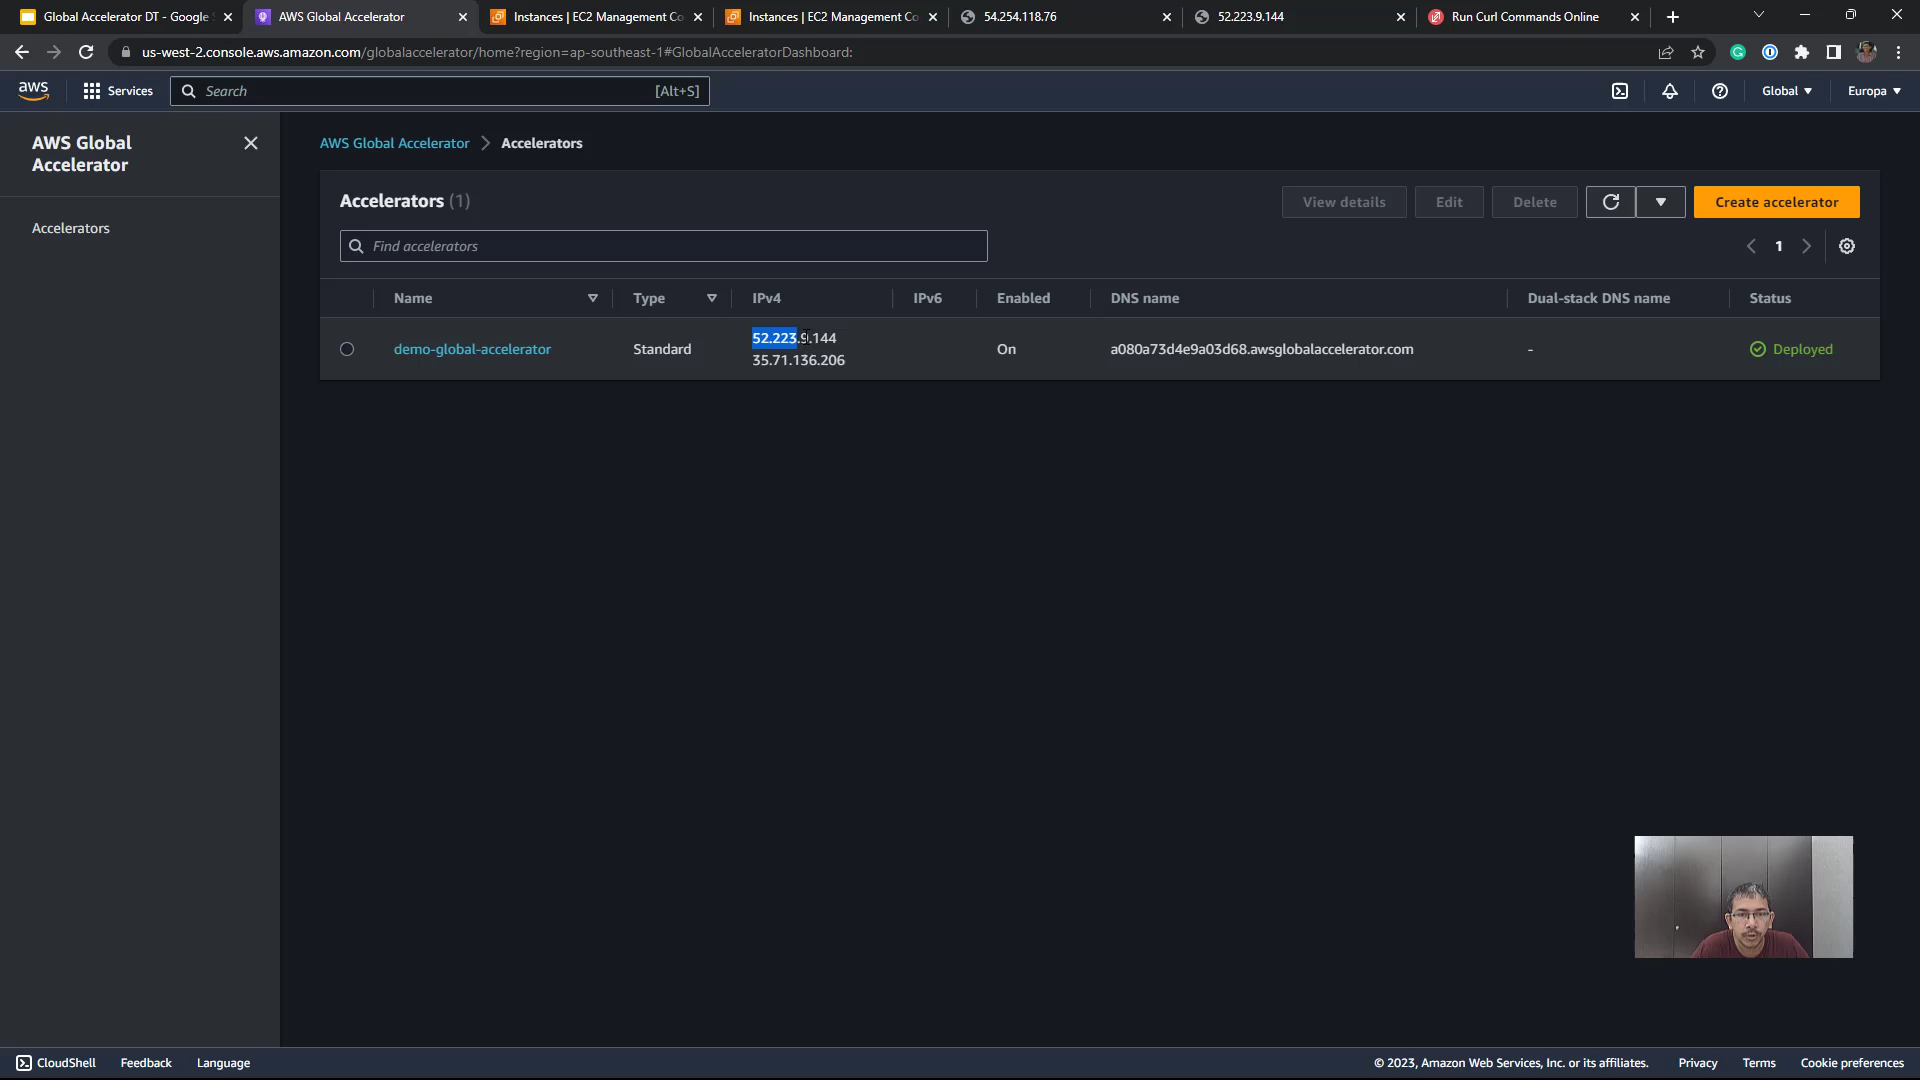 Global Accelerator DT - Google
AWS Global Accelerator
Instances | EC2 Management Co
Instances | EC2 Management Co
54.254.118.76
52.223.9.144
Run Curl Commands Online
us-west-2.console.aws.amazon.com/globalaccelerator/home?region=ap-southeast-1#GlobalAcceleratorDashboard:
aws
Services
Search
[Alt+S]
Global
Europa
AWS Global
Accelerator
Accelerators
AWS Global Accelerator
Accelerators
Accelerators (1)
View details
Edit
Delete
Create accelerator
Find accelerators
1
Name
Type
IPv4
IPv6
Enabled
DNS name
Dual-stack DNS name
Status
demo-global-accelerator
Standard
52.223.9.144
35.71.136.206
On
a080a73d4e9a03d68.awsglobalaccelerator.com
-
Deployed
CloudShell
Feedback
Language
© 2023, Amazon Web Services, Inc. or its affiliates.
Privacy
Terms
Cookie preferences